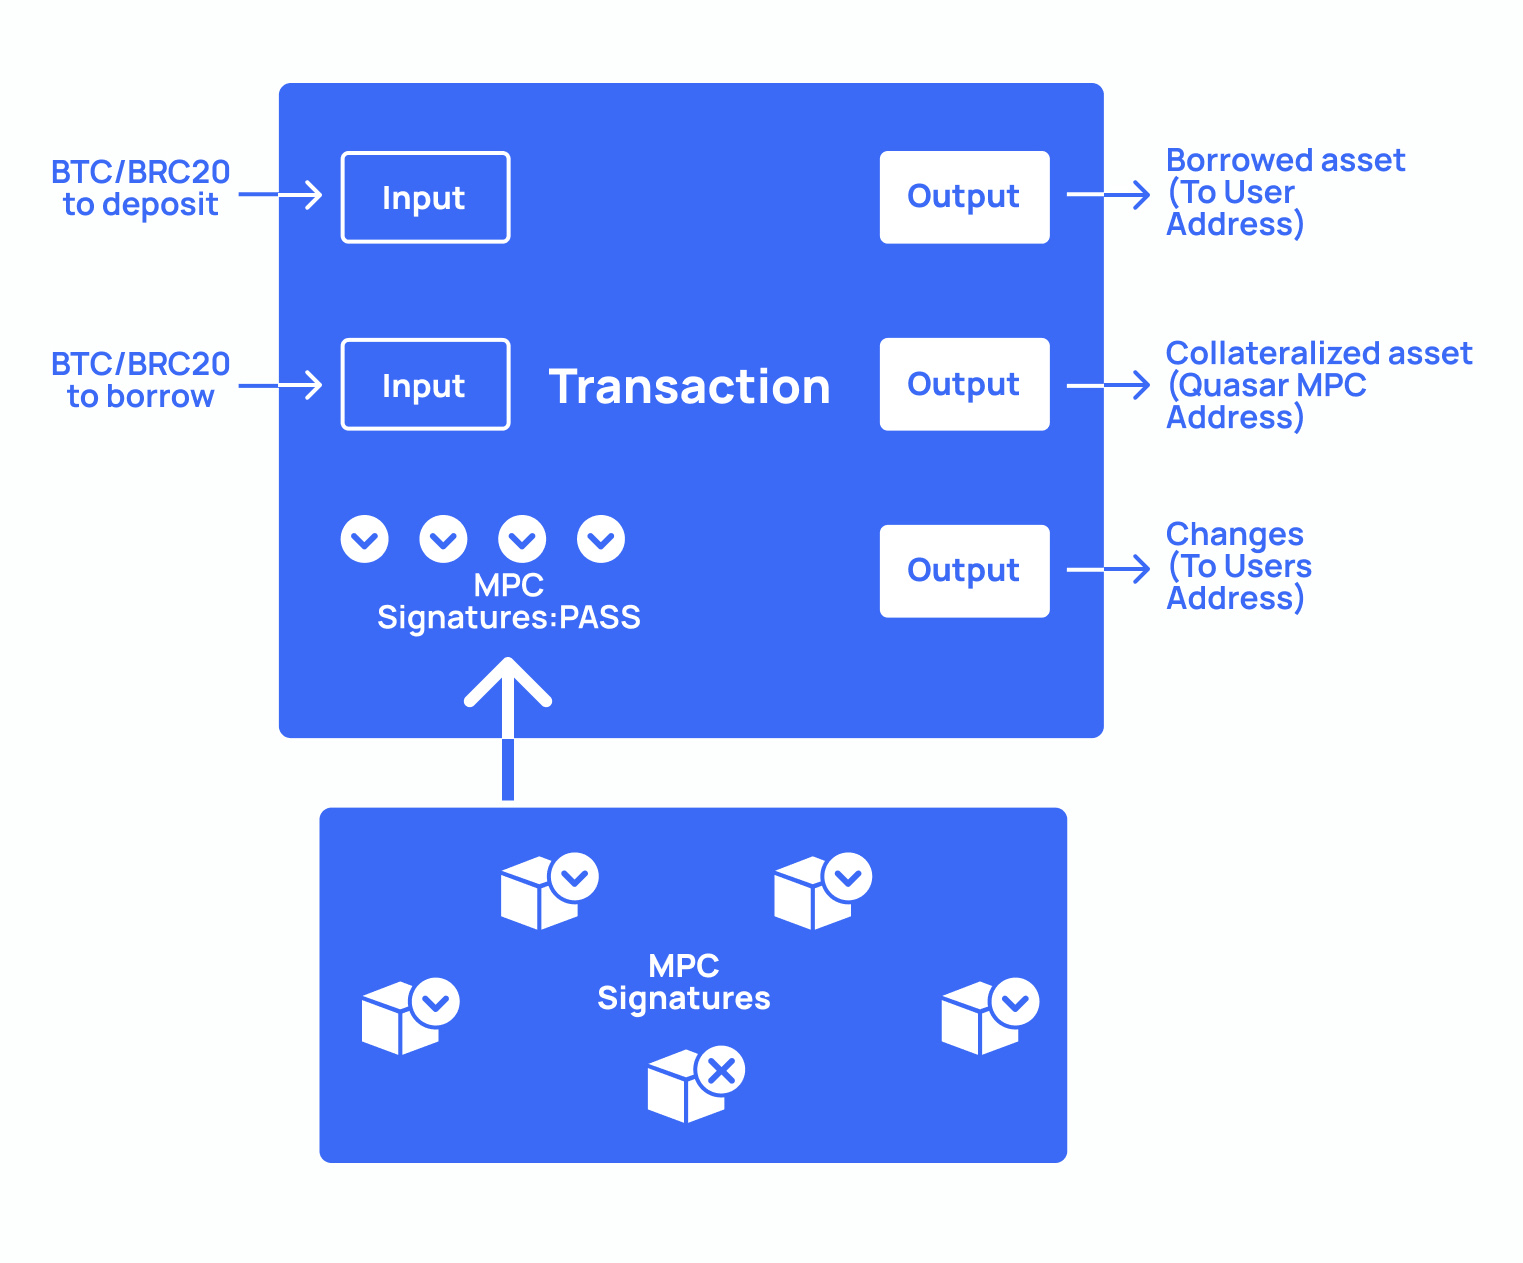 BTC/BRC20
to deposit
Input
Output
Borrowed asset
(To User
Address)
BTC/BRC20
to borrow
Input
Transaction
Output
Collateralized asset
(Quasar MPC
Address)
MPC
Signatures:PASS
Output
Changes
(To Users
Address)
MPC
Signatures